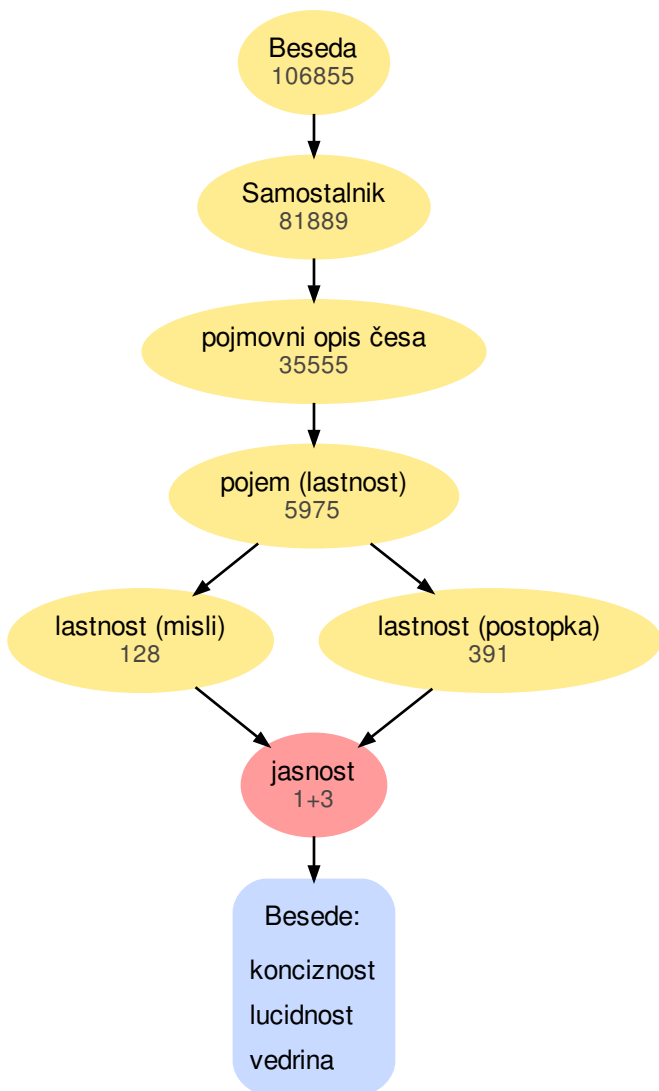 Beseda
106855
Samostalnik
81889
pojmovni opis česa
35555
pojem (lastnost)
5975
lastnost (misli)
128
lastnost (postopka)
391
jasnost
1+3
Besede:
konciznost
lucidnost
vedrina